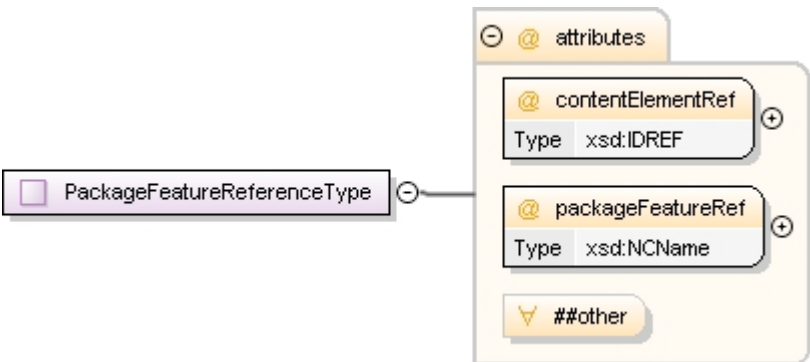 @ attributes
@ contentElementRef
Type xsd:IDREF
PackageFeatureReferenceType
@ packageFeatureRef
Type xsd:NCName
∀ ##other